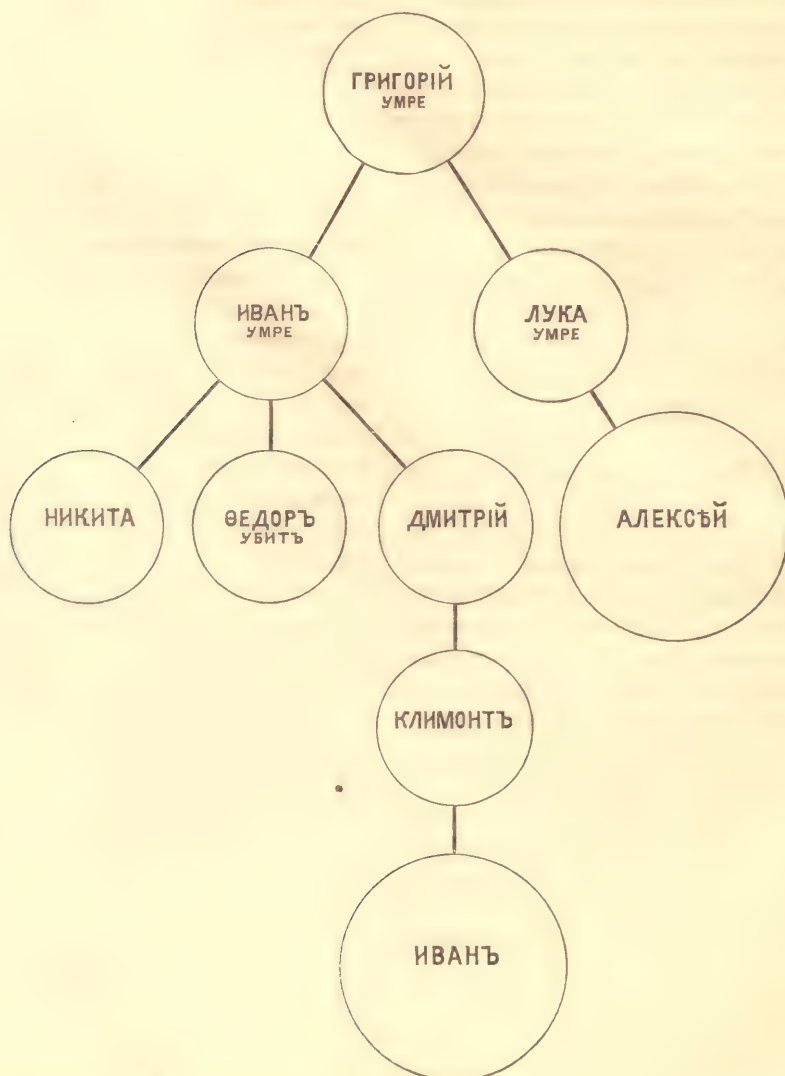 ГРИГОРІЙ
УМРЕ
ИВАНЪ
УМРЕ
ЛУКА
УМРЕ
НИКИТА
ѲЕДОРЪ
УБИТЪ
ДМИТРІЙ
АЛЕКСѢЙ
КЛИМОНТЪ
ИВАНЪ